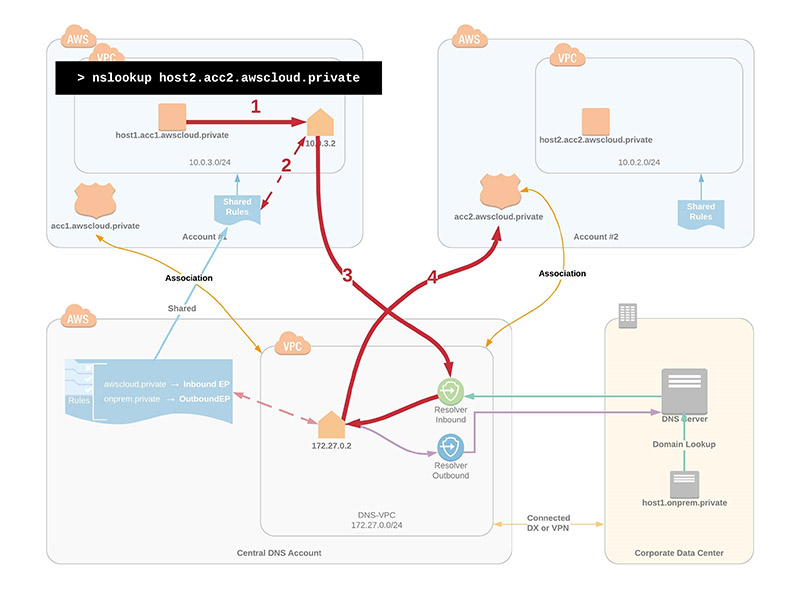 AWS
VPC
> nslookup host2.acc2.awscloud.private
1
host1.acc1.awscloud.private
10.0.3.2
10.0.3.0/24
2
acc1.awscloud.private
Shared
Rules
Account #1
AWS
VPC
host2.acc2.awscloud.private
10.0.2.0/24
acc2.awscloud.private
Shared
Rules
Account #2
Association
Association
Shared
3
4
AWS
VPC
Rules
awscloud.private → Inbound EP
onprem.private → OutboundEP
172.27.0.2
Resolver
Inbound
Resolver
Outbound
DNS-VPC
172.27.0.0/24
Central DNS Account
Connected
DX or VPN
DNS Server
Domain Lookup
host1.onprem.private
Corporate Data Center